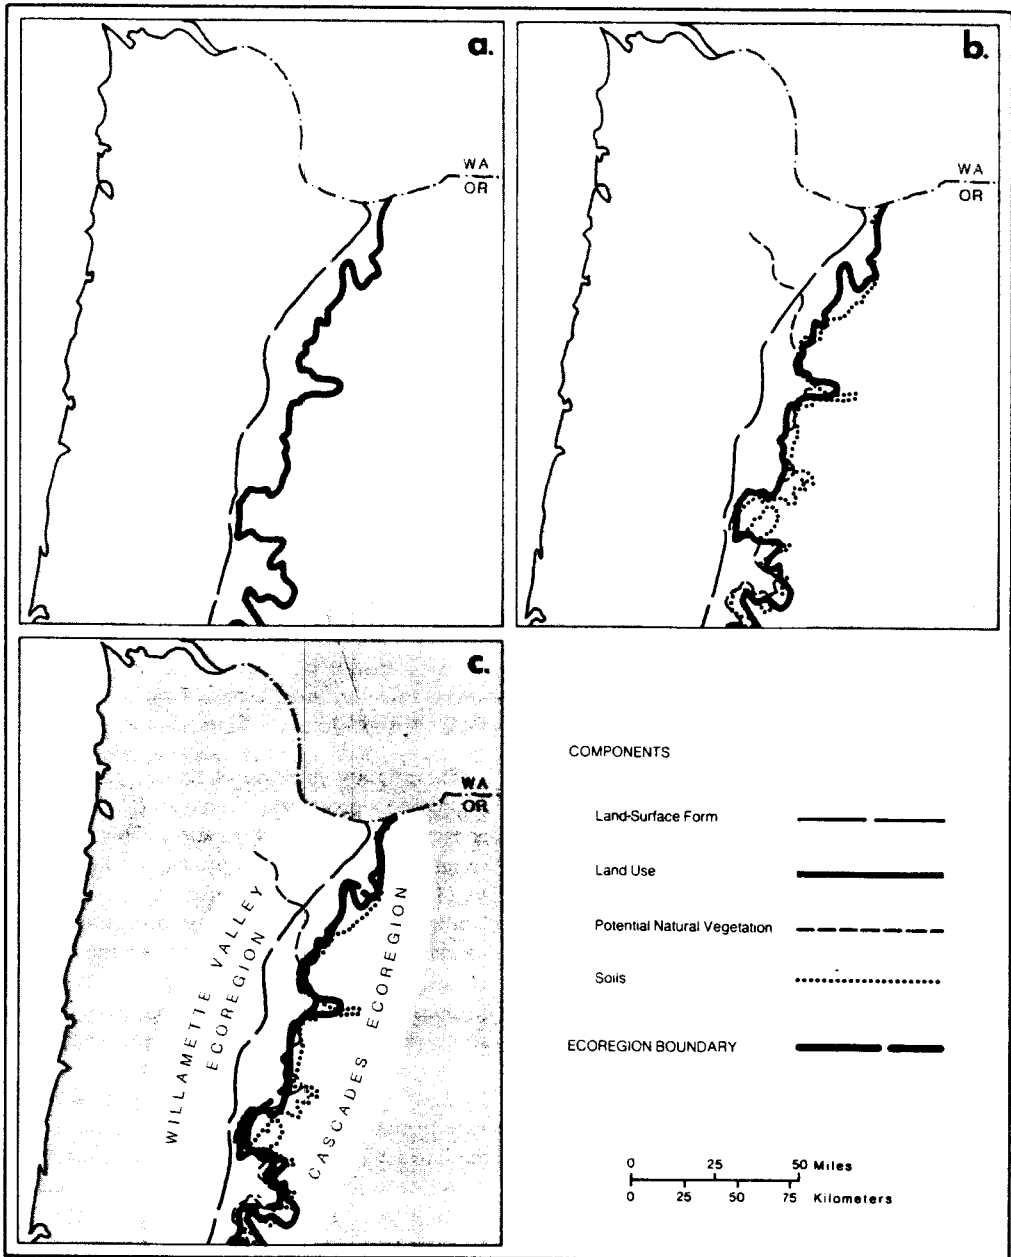 a.
WA
OR
b.
WA
OR
c.
WA
OR
WILLAMETTE VALLEY
ECOREGION
CASCADES ECOREGION
COMPONENTS
Land-Surface Form
Land Use
Potential Natural Vegetation
Soils
ECOREGION BOUNDARY
0 25 50 Miles
0 25 50 75 Kilometers